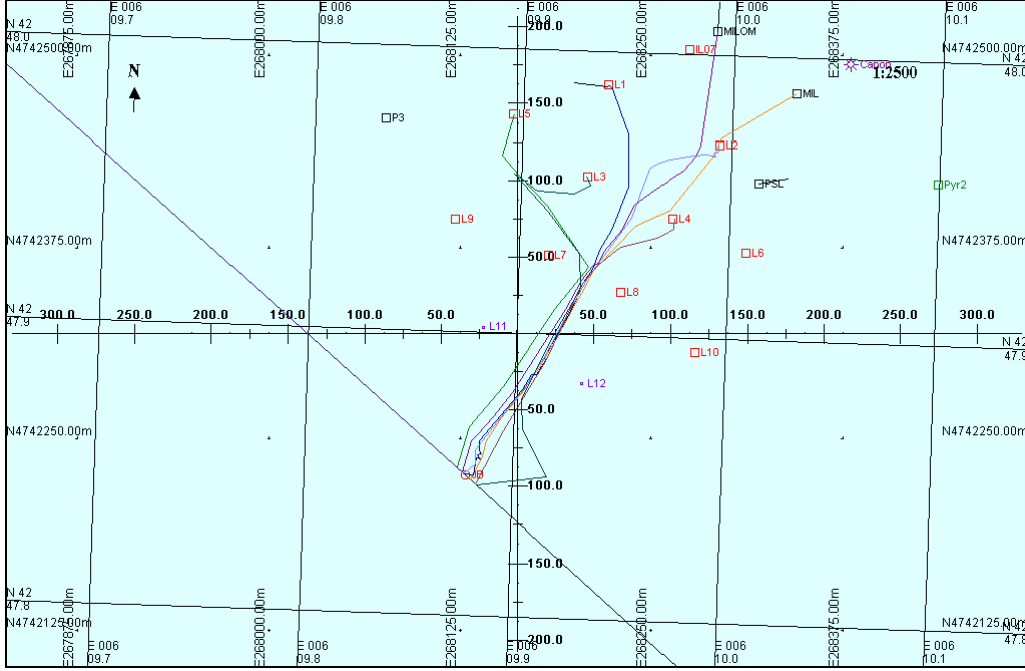 E 006
09.7
E 006
09.8
E 006
09.9
E 006
10.0
E 006
10.1
N 42
48.0
E267875.00m
E268000.00m
E268125.00m
E268250.00m
E268375.00m
200.0
MILOM
IL07
N4742500.00m
N4742500.00m
N 42
48.0
Canon
1:2500
N
L1
150.0
MIL
P3
L5
L2
L3
100.0
PSL
Pyr2
L9
L4
N4742375.00m
50.0
L7
L6
N4742375.00m
L8
N 42
47.9
300.0
250.0
200.0
150.0
100.0
50.0
L11
50.0
100.0
150.0
200.0
250.0
300.0
N 42
47.9
L10
L12
50.0
N4742250.00m
N4742250.00m
100.0
150.0
N 42
47.8
E267875.00m
E268000.00m
E268125.00m
E268250.00m
E268375.00m
N4742125.00m
N4742125.00m
N 42
47.8
200.0
E 006
09.7
E 006
09.8
E 006
09.9
E 006
10.0
E 006
10.1